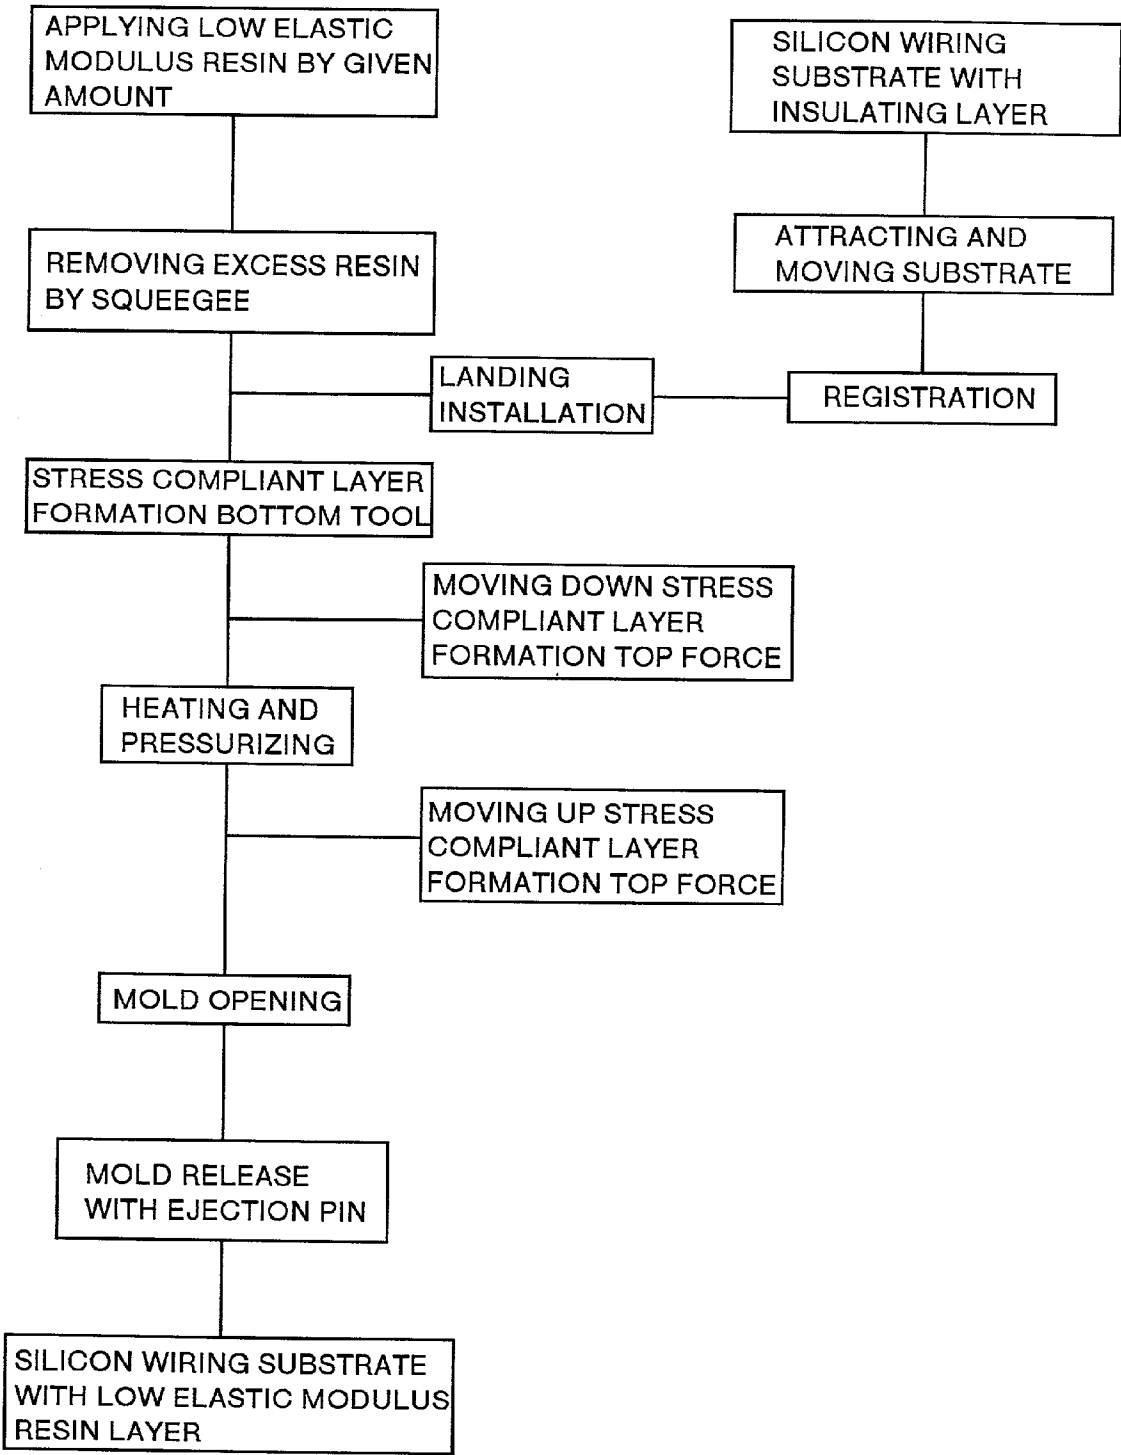 APPLYING LOW ELASTIC
MODULUS RESIN BY GIVEN
AMOUNT
SILICON WIRING
SUBSTRATE WITH
INSULATING LAYER
REMOVING EXCESS RESIN
BY SQUEEGEE
ATTRACTING AND
MOVING SUBSTRATE
LANDING
INSTALLATION
REGISTRATION
STRESS COMPLIANT LAYER
FORMATION BOTTOM TOOL
MOVING DOWN STRESS
COMPLIANT LAYER
FORMATION TOP FORCE
HEATING AND
PRESSURIZING
MOVING UP STRESS
COMPLIANT LAYER
FORMATION TOP FORCE
MOLD OPENING
MOLD RELEASE
WITH EJECTION PIN
SILICON WIRING SUBSTRATE
WITH LOW ELASTIC MODULUS
RESIN LAYER